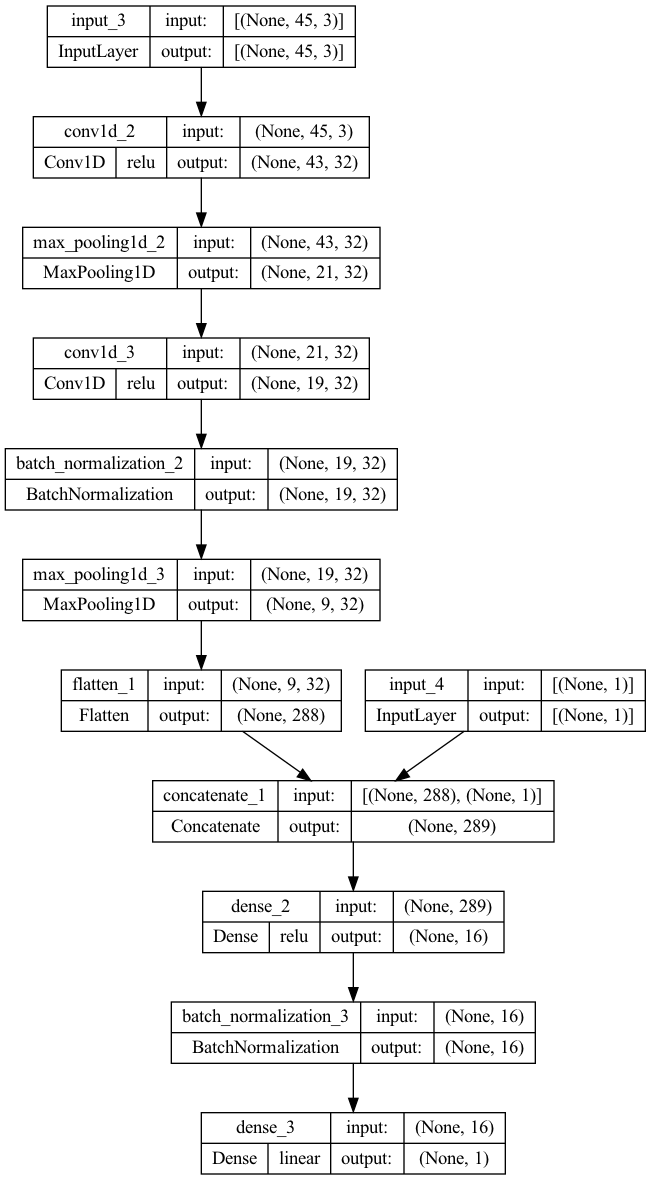 input_3 input: [(None, 45, 3)]
InputLayer output: [(None, 45, 3)]
conv1d_2 input: (None, 45, 3)
Conv1D relu output: (None, 43, 32)
max_pooling1d_2 input: (None, 43, 32)
MaxPooling1D output: (None, 21, 32)
conv1d_3 input: (None, 21, 32)
Conv1D relu output: (None, 19, 32)
batch_normalization_2 input: (None, 19, 32)
BatchNormalization output: (None, 19, 32)
max_pooling1d_3 input: (None, 19, 32)
MaxPooling1D output: (None, 9, 32)
flatten_1 input: (None, 9, 32)
Flatten output: (None, 288)
input_4 input: [(None, 1)]
InputLayer output: [(None, 1)]
concatenate_1 input: [(None, 288), (None, 1)]
Concatenate output: (None, 289)
dense_2 input: (None, 289)
Dense relu output: (None, 16)
batch_normalization_3 input: (None, 16)
BatchNormalization output: (None, 16)
dense_3 input: (None, 16)
Dense linear output: (None, 1)